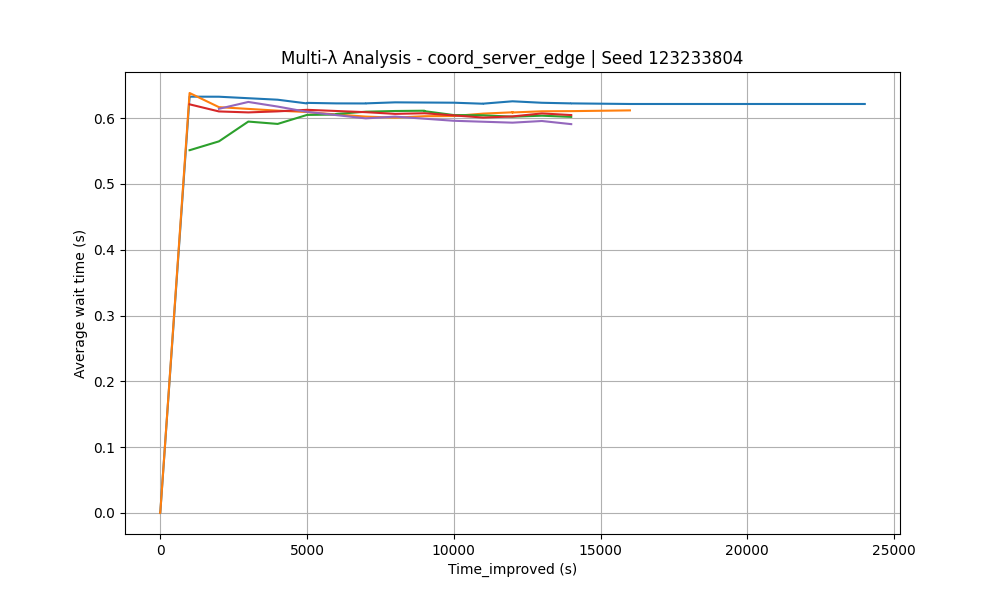 Multi-λ Analysis - coord_server_edge | Seed 123233804
Average wait time (s)
0.6
0.5
0.4
0.3
0.2
0.1
0.0
0 5000 10000 15000 20000 25000
Time_improved (s)